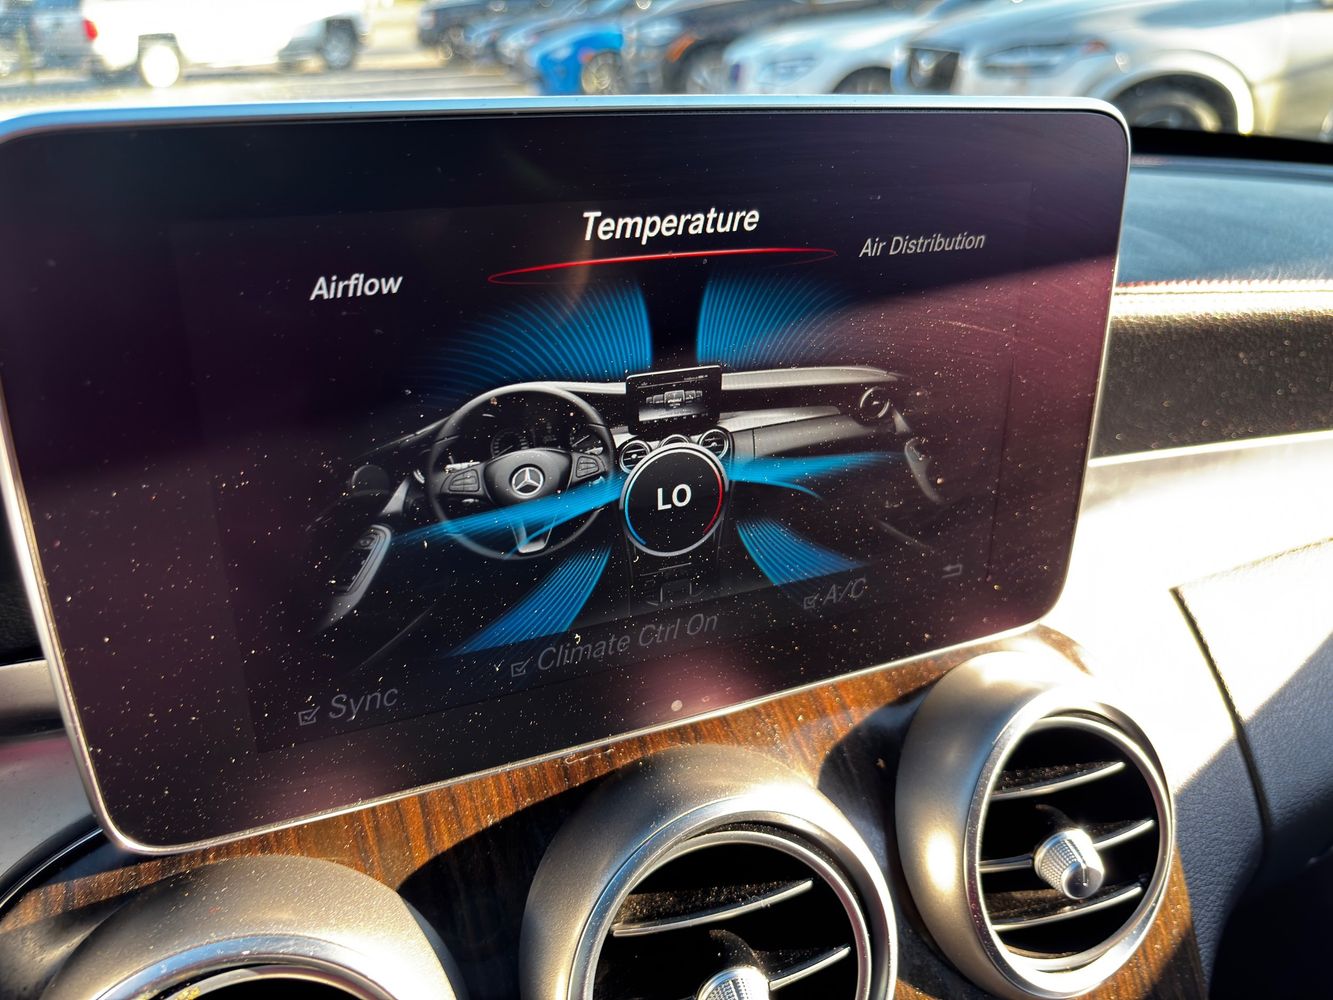 Temperature
Air Distribution
Airflow
LO
A/C
Climate Ctrl On
Sync